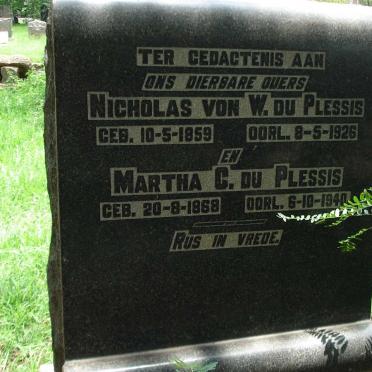 TER GEDACTENIS AAN
ONS DIERBARE OUERS
NICHOLAS VON W. DU PLESSIS
GEB. 10-5-1859 OORL. 8-5-1926
EN
MARTHA C. DU PLESSIS
GEB. 20-8-1868 OORL. 6-10-1940
RUS IN VREDE.